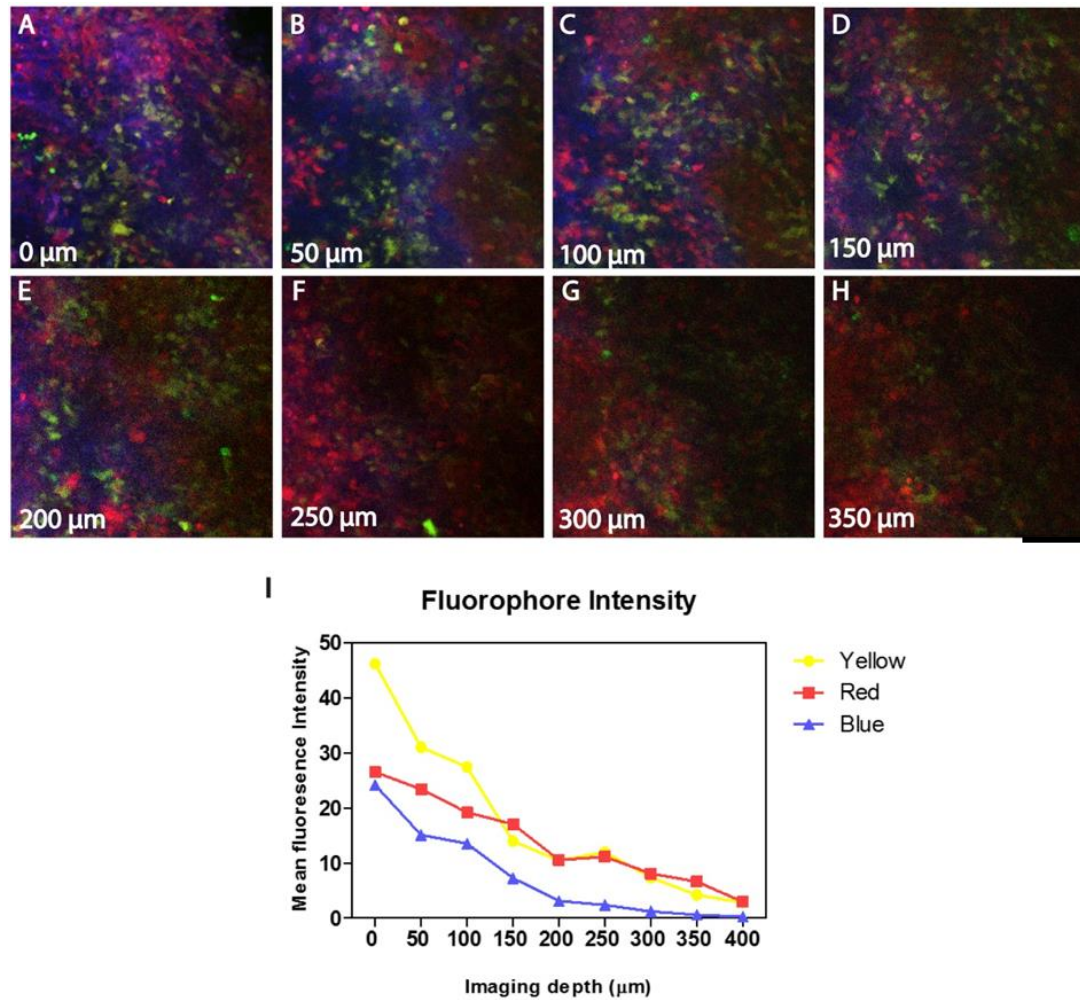 A
B
C
D
0 μm
50 μm
100 μm
150 μm
E
F
G
H
200 μm
250 μm
300 μm
350 μm
I
Fluorophore Intensity
Mean fluoresence Intensity
50
40
30
20
10
0
0 50 100 150 200 250 300 350 400
Imaging depth (μm)
Yellow
Red
Blue